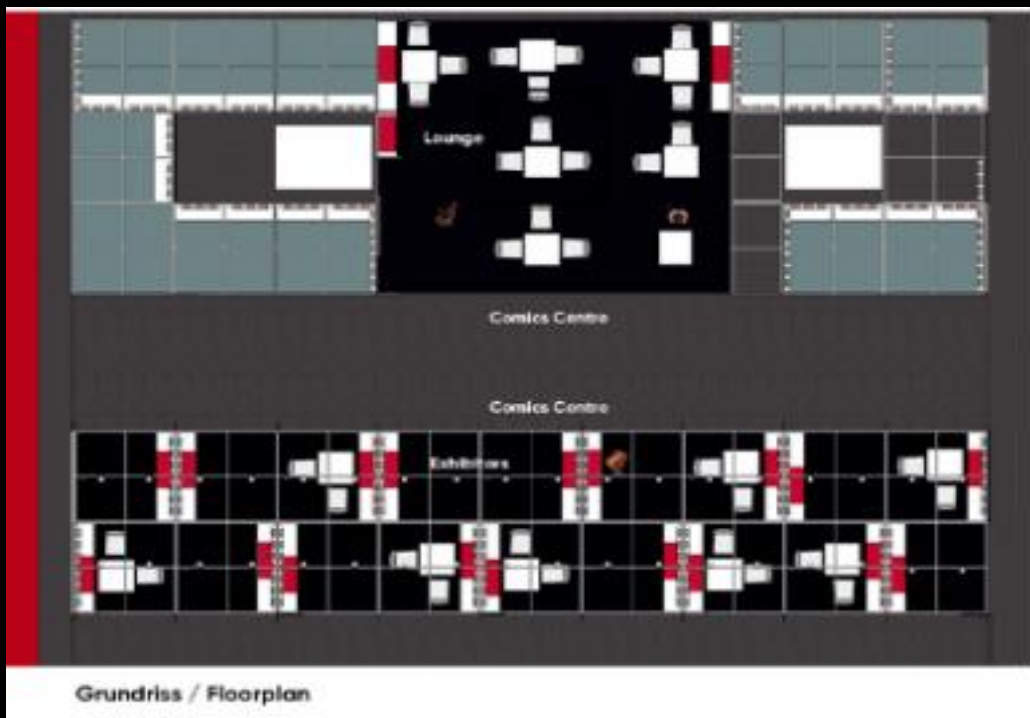 Lounge
Comics Centre
Comics Centre
Exhibitors
Grundriss / Floorplan